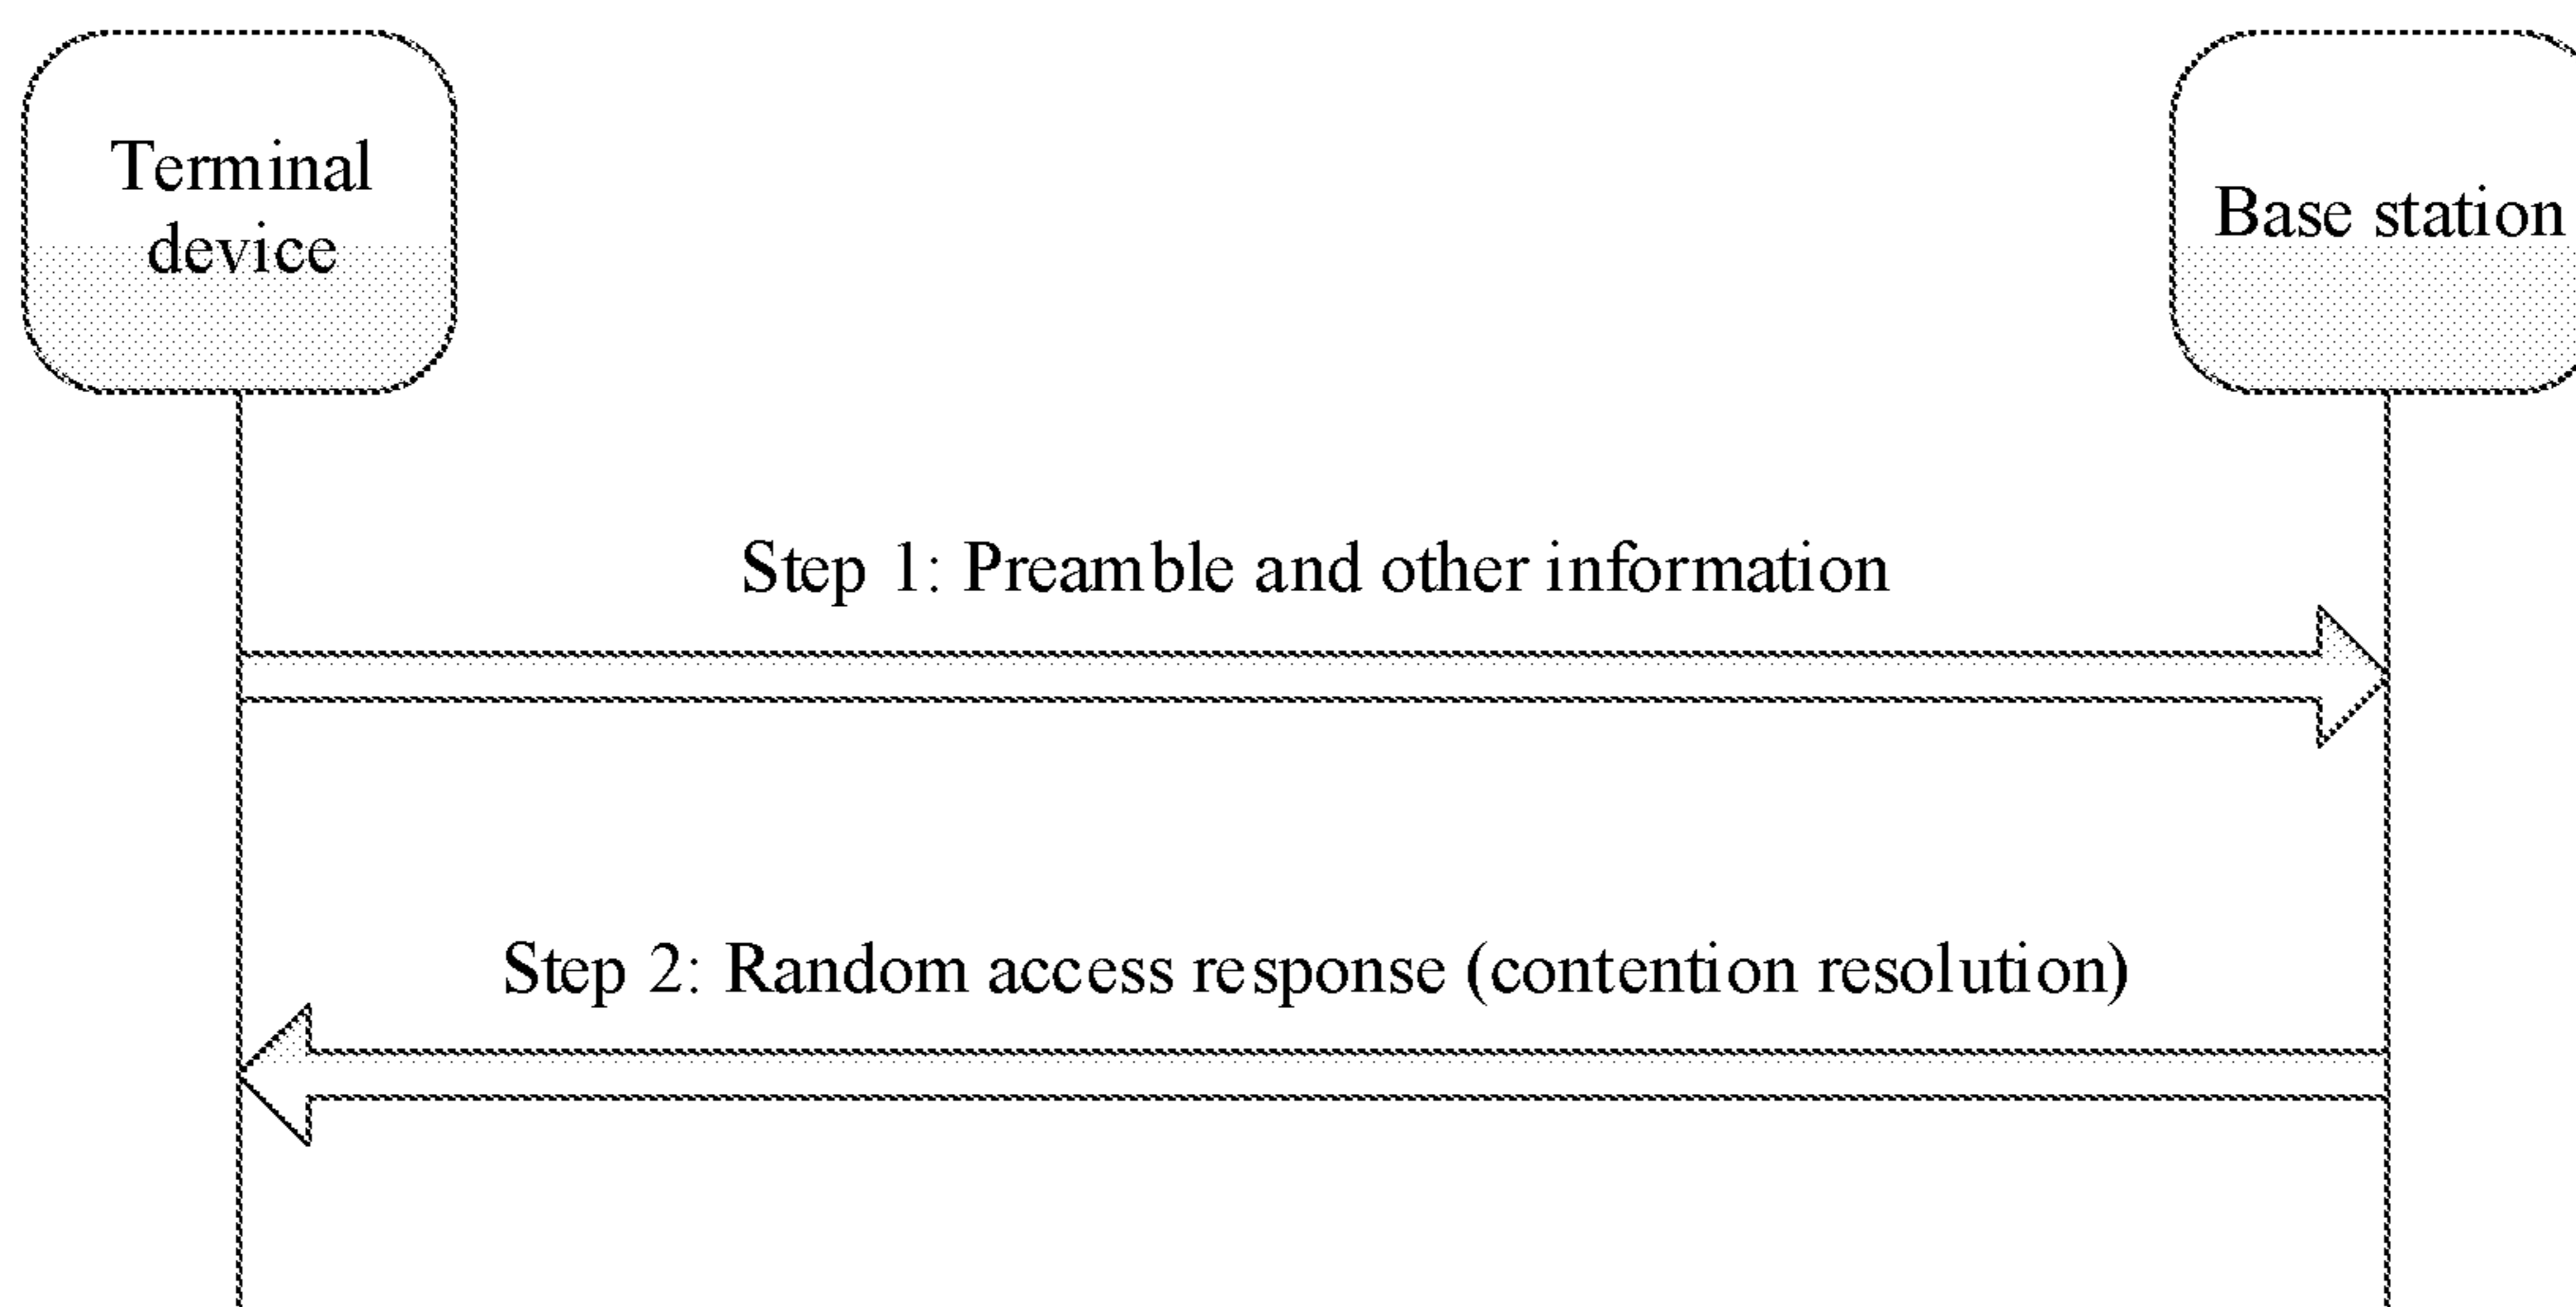 Terminal
device
Base station
Step 1: Preamble and other information
Step 2: Random access response (contention resolution)